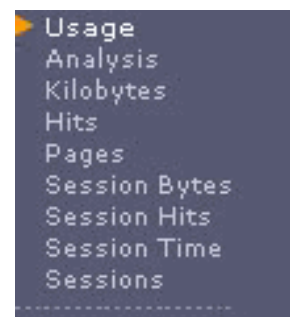 Usage
Analysis
Kilobytes
Hits
Pages
Session Bytes
Session Hits
Session Time
Sessions